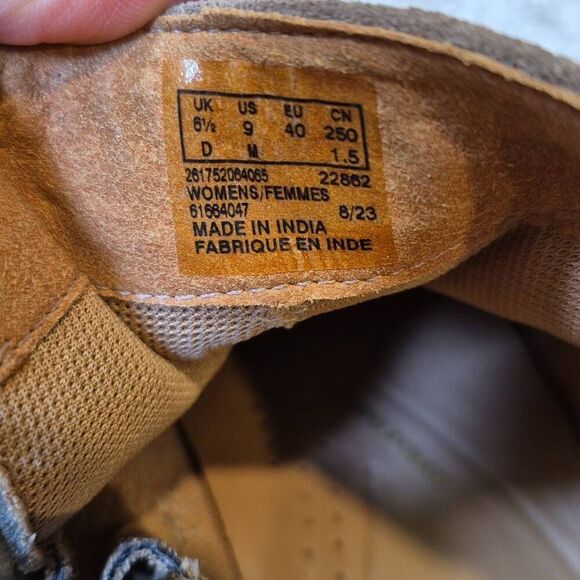 UK US EU CN
6½ 9 40 250
D M 1.5
261752064065 22862
WOMENS/FEMMES
61664047 8/23
MADE IN INDIA
FABRIQUE EN INDE